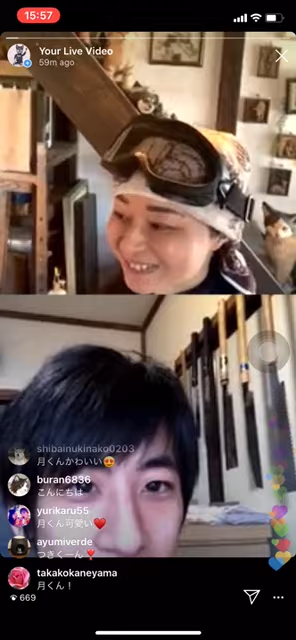 15:57
Your Live Video
59m ago
shibainukinako0203
月くんかわいい😍
buran6836
こんにちは
yurikaru55
月くん可愛い❤️
ayumiverde
つきくーん❣️
takakokaneyama
月くん！
669